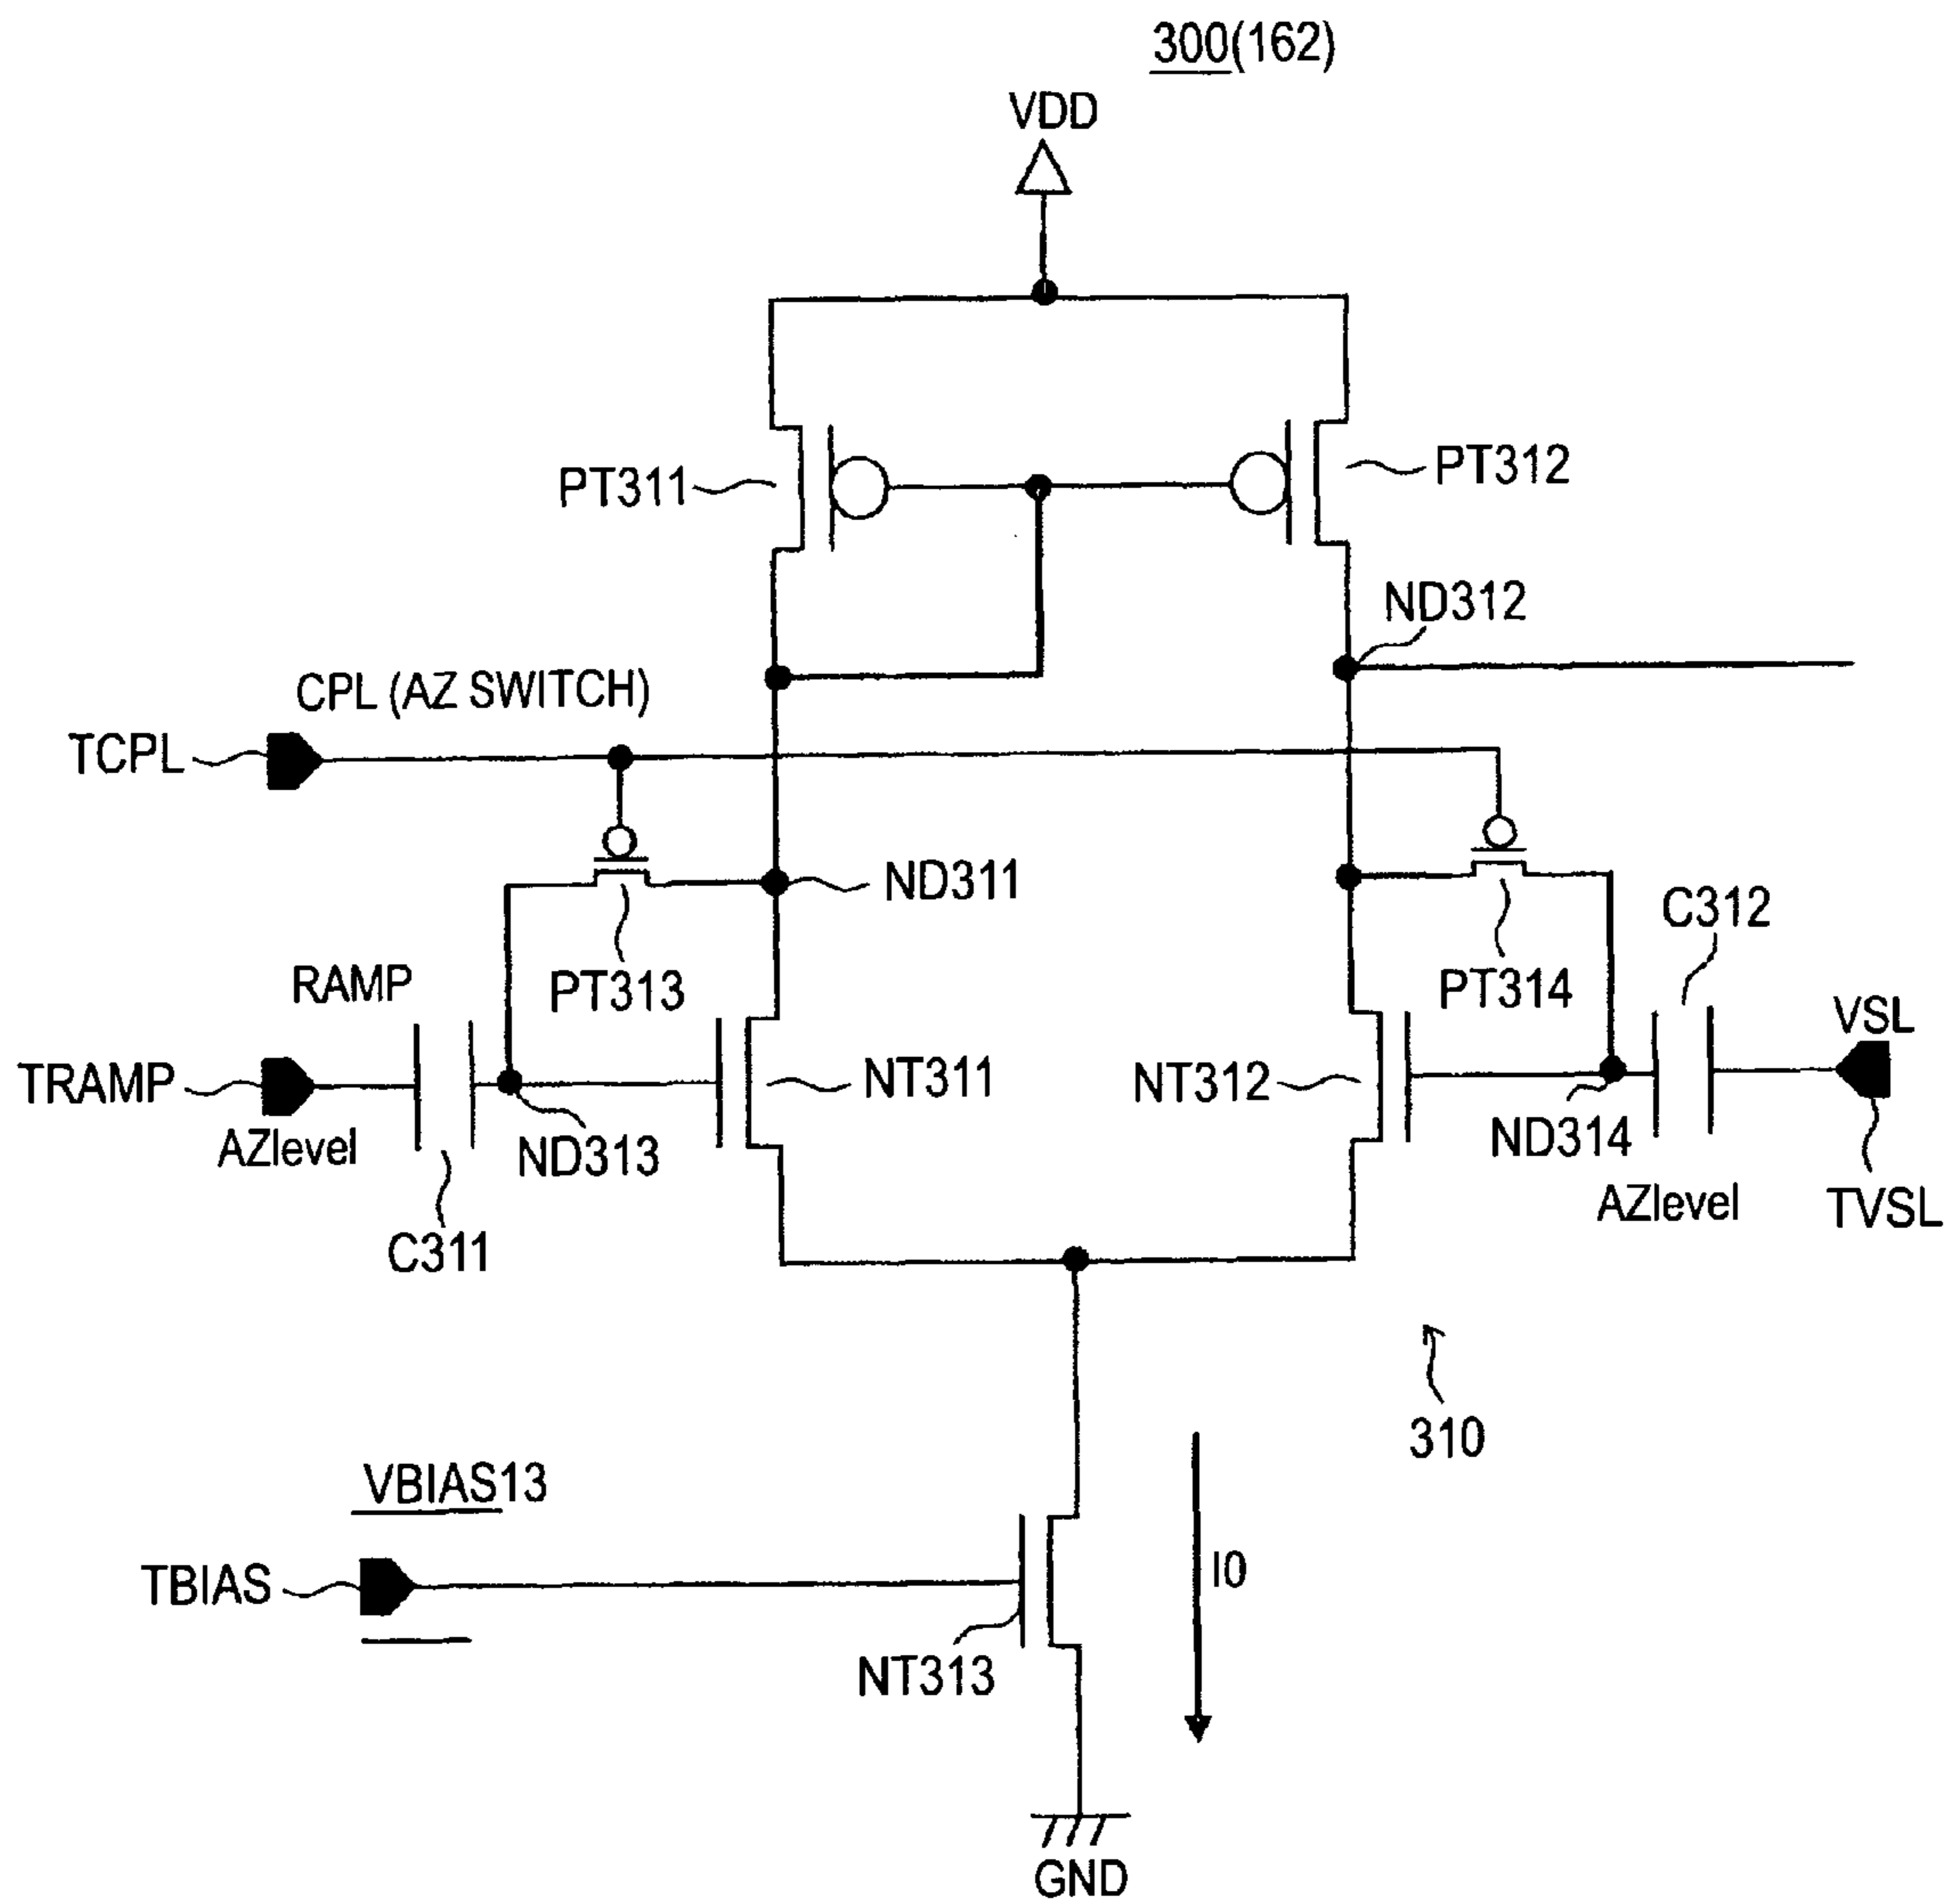 300(162)
VDD
PT311
PT312
ND312
CPL (AZ SWITCH)
TCPL
ND311
C312
RAMP
PT313
PT314
VSL
TRAMP
NT311
NT312
AZlevel
ND313
ND314
C311
AZlevel
TVSL
310
VBIAS13
TBIAS
I0
NT313
GND